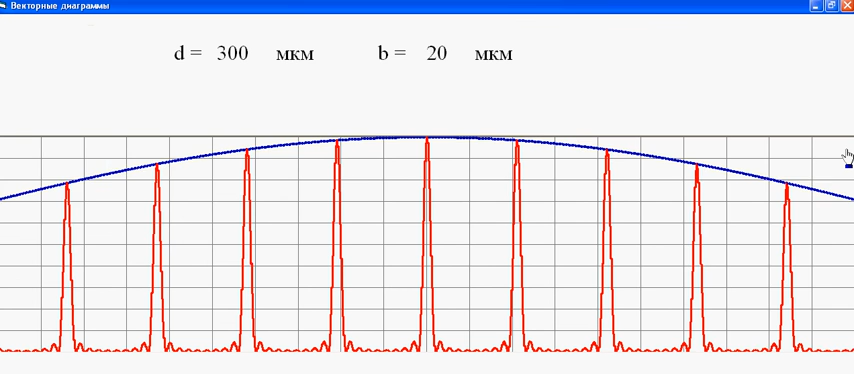 Векторные диаграммы
d = 300 мкм b = 20 мкм